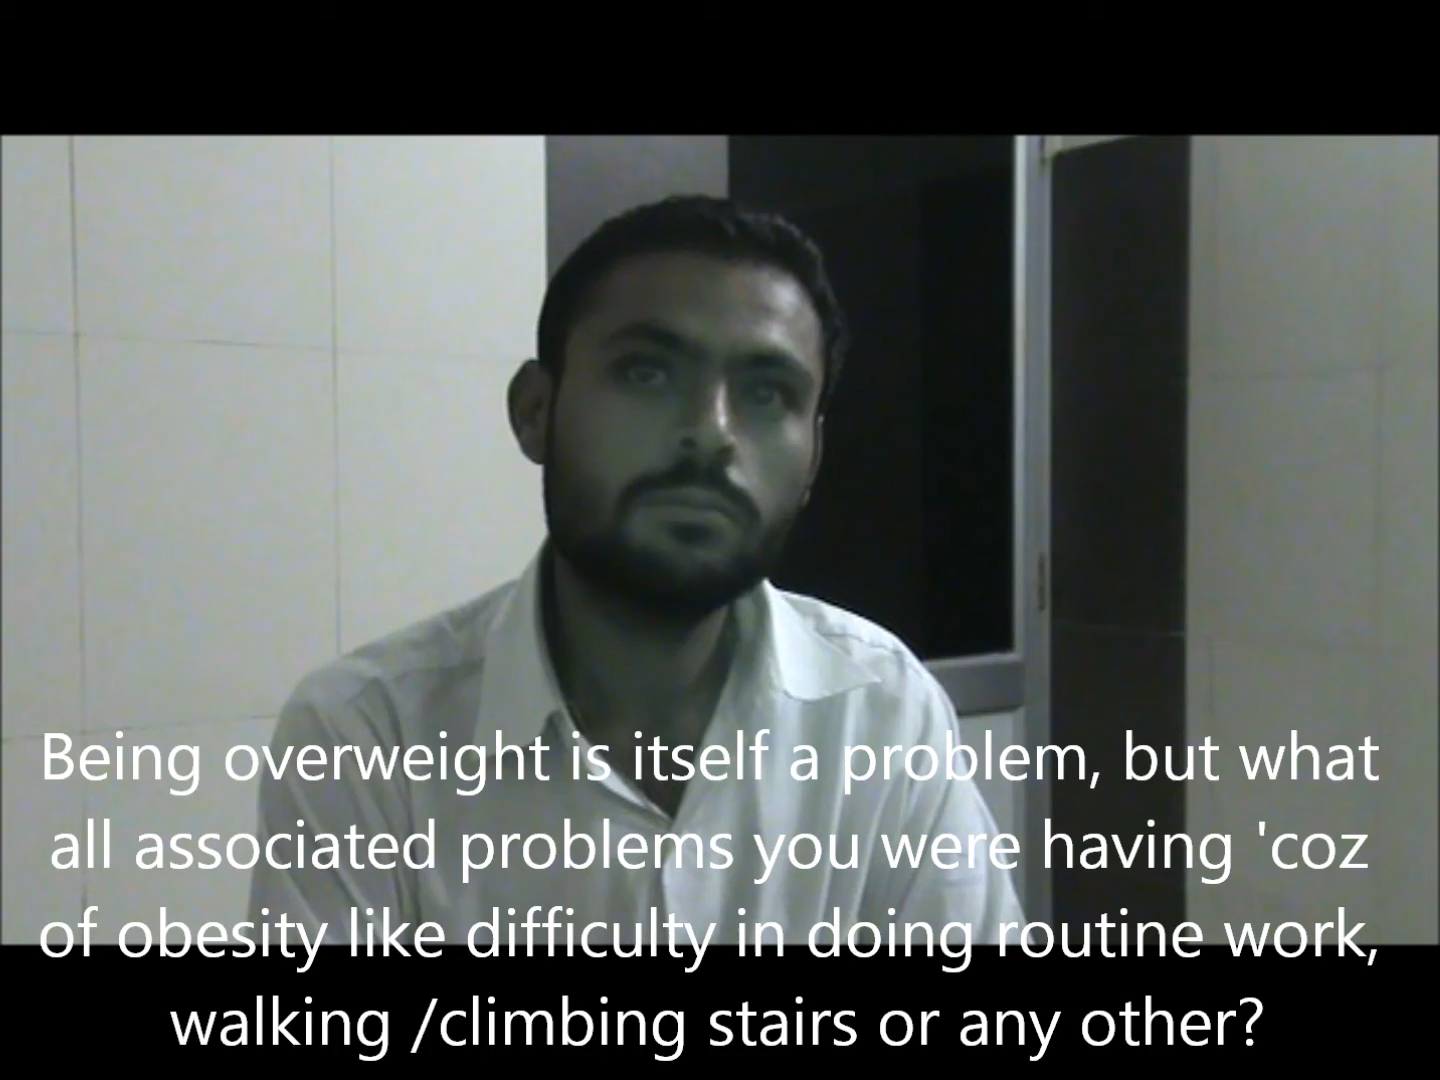 Being overweight is itself a problem, but what
all associated problems you were having 'coz
of obesity like difficulty in doing routine work,
walking /climbing stairs or any other?